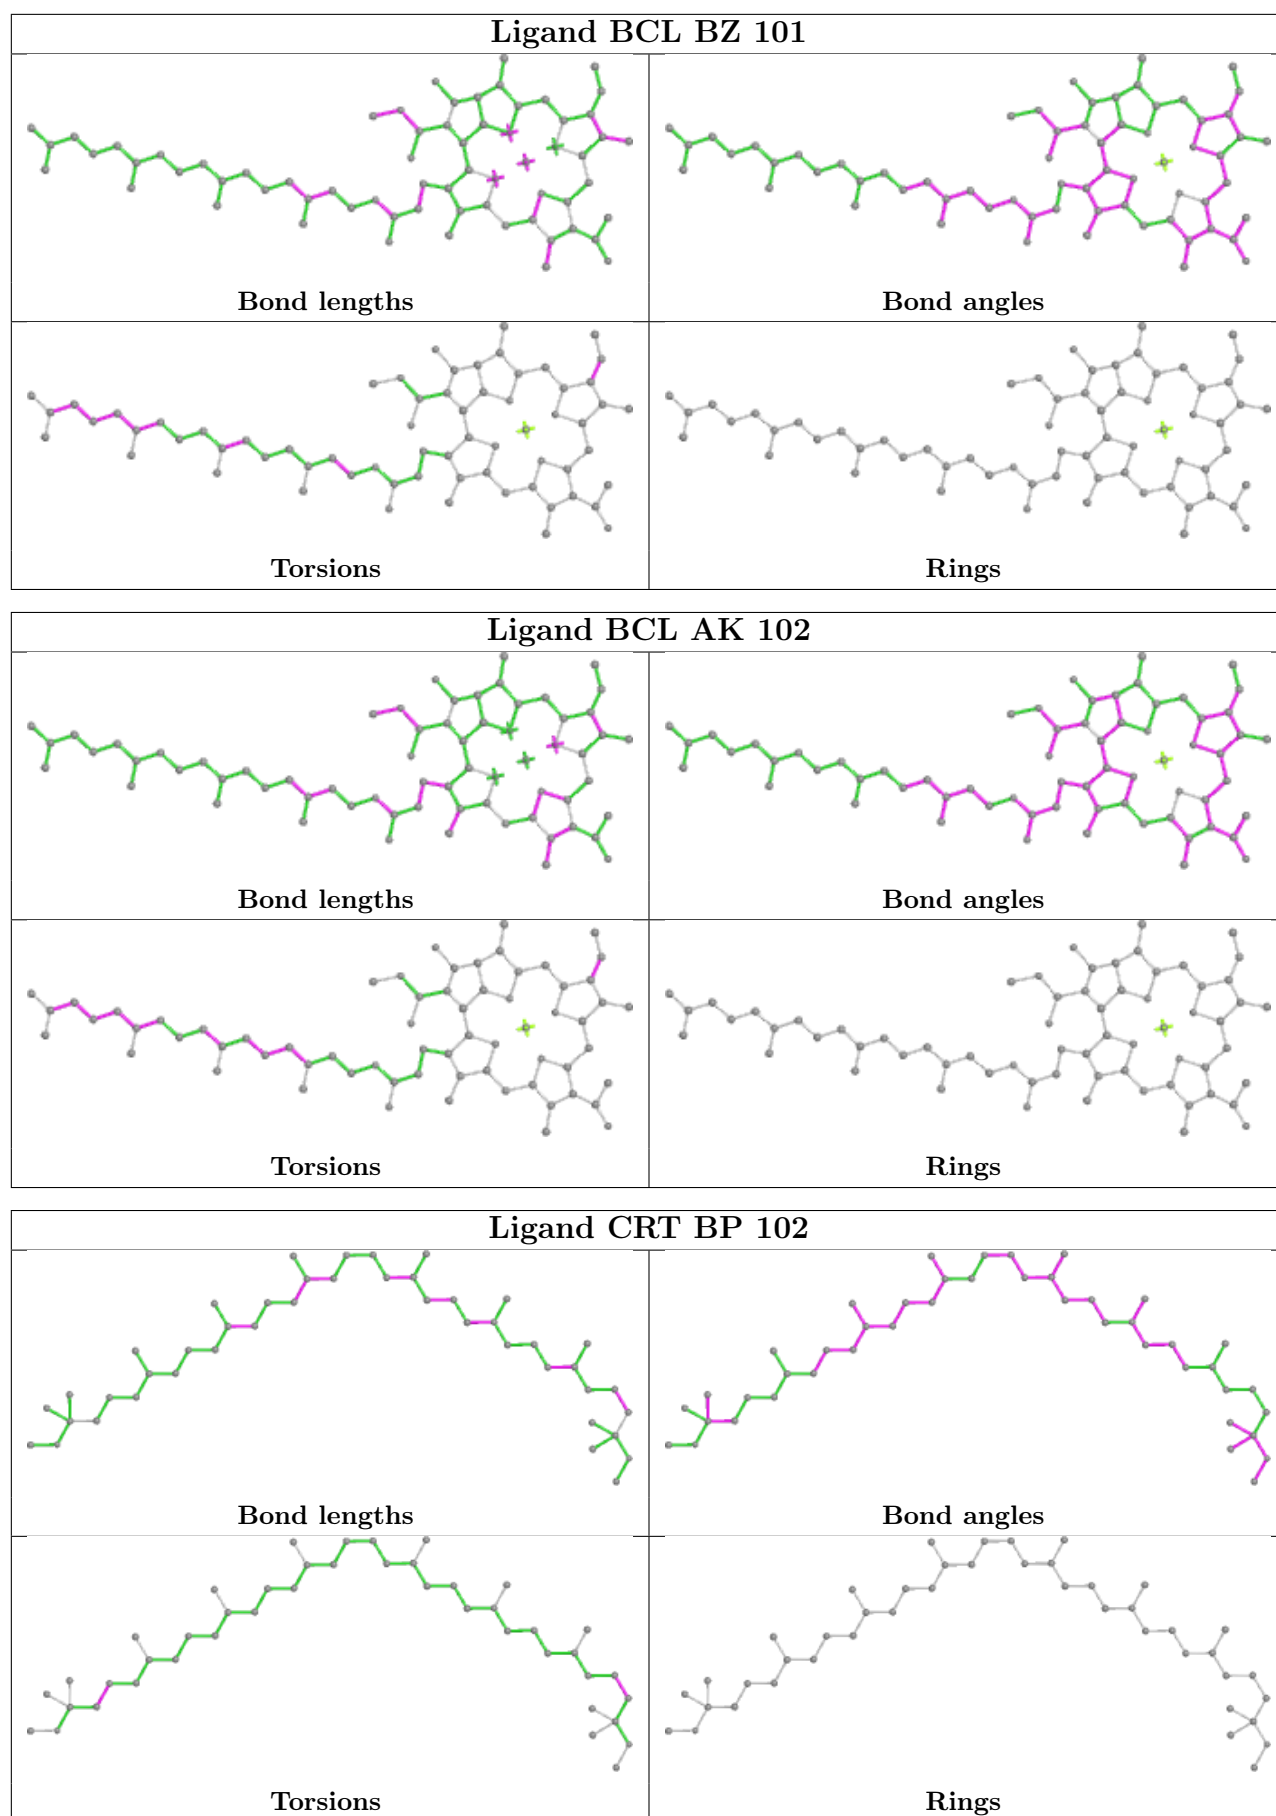 Ligand BCL BZ 101
Bond lengths
Bond angles
Torsions
Rings
Ligand BCL AK 102
Bond lengths
Bond angles
Torsions
Rings
Ligand CRT BP 102
Bond lengths
Bond angles
Torsions
Rings